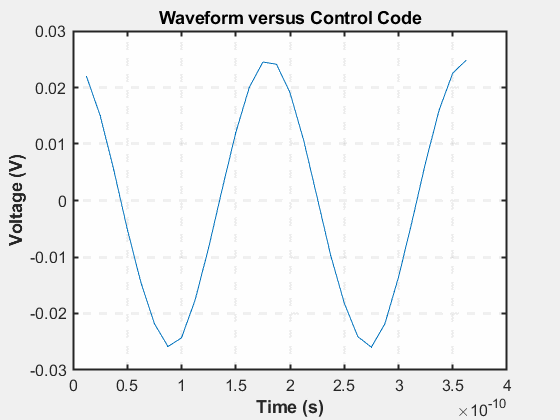 Waveform versus Control Code
0.03
0.02
0.01
0
-0.01
-0.02
-0.03
Voltage (V)
0 0.5 1 1.5 2 2.5 3 3.5 4
Time (s)
×10⁻¹⁰